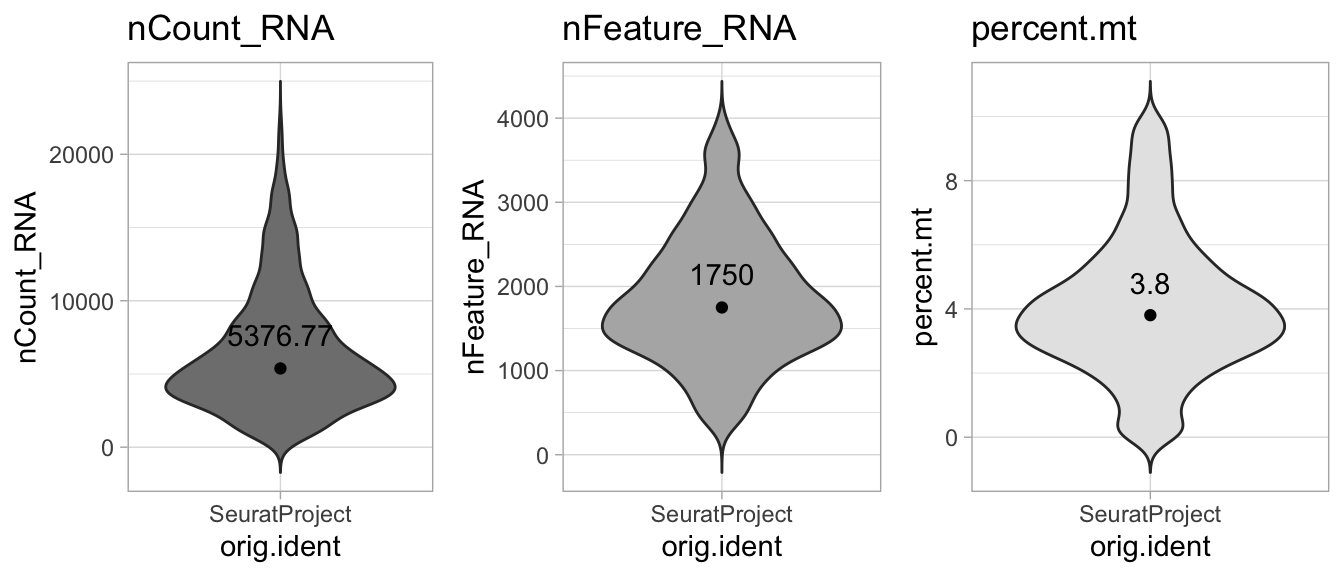 nCount_RNA
nCount_RNA
20000
10000
0
5376.77
SeuratProject
orig.ident
nFeature_RNA
nFeature_RNA
4000
3000
2000
1000
0
1750
SeuratProject
orig.ident
percent.mt
percent.mt
8
4
0
3.8
SeuratProject
orig.ident